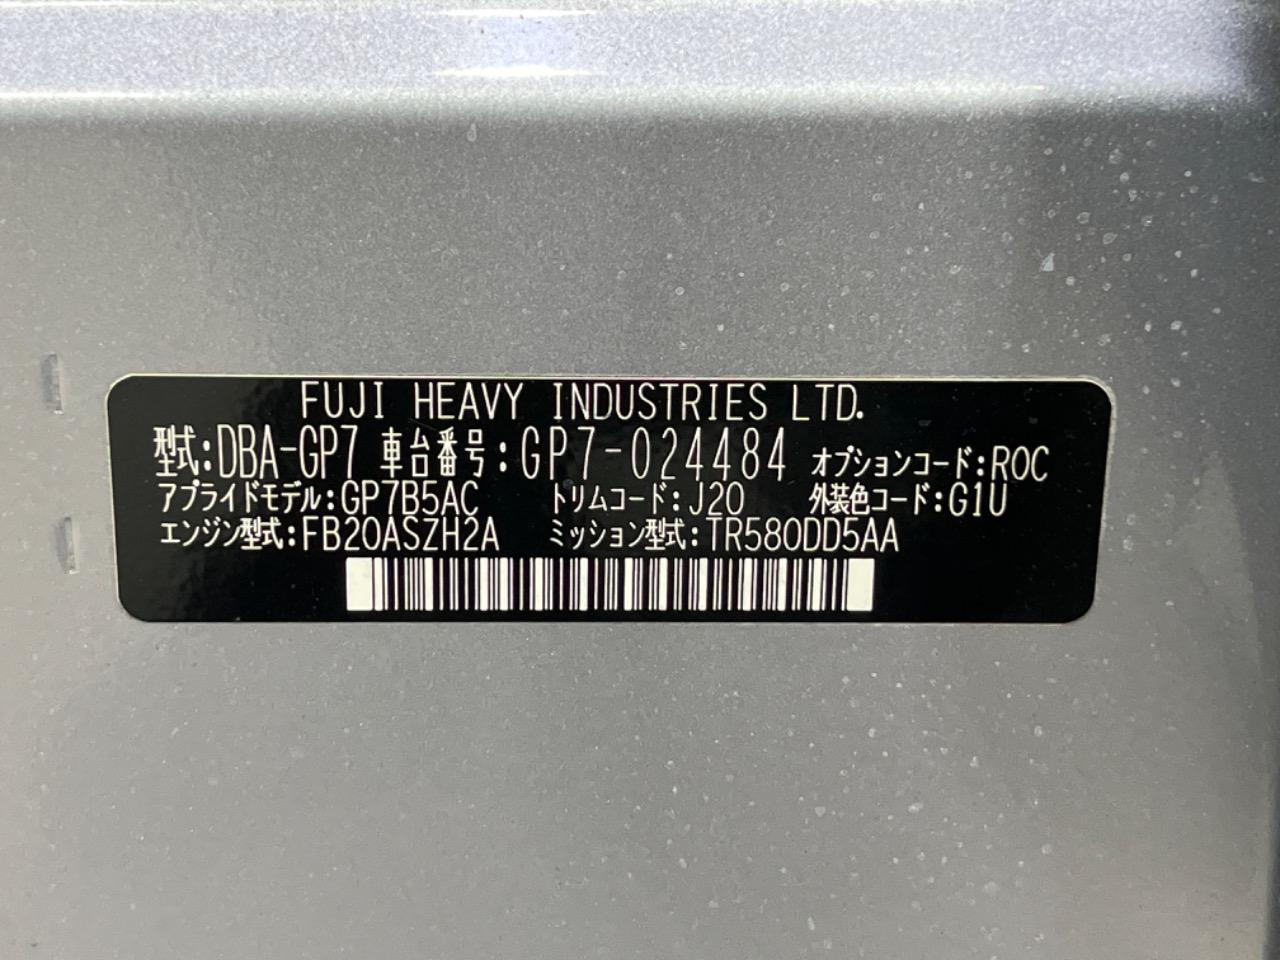 FUJI HEAVY INDUSTRIES LTD.
型式:DBA-GP7 車台番号:GP7-024484 オプションコード:ROC
アプライドモデル:GP7B5AC トリムコード:J20 外装色コード:G1U
エンジン型式:FB20ASZH2A ミッション型式:TR580DD5AA